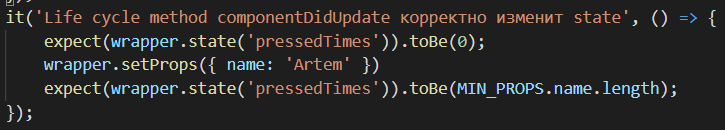 it('Life cycle method componentDidUpdate корректно изменит state', () => {
expect(wrapper.state('pressedTimes')).toBe(0);
wrapper.setProps({ name: 'Artem' })
expect(wrapper.state('pressedTimes')).toBe(MIN_PROPS.name.length);
});